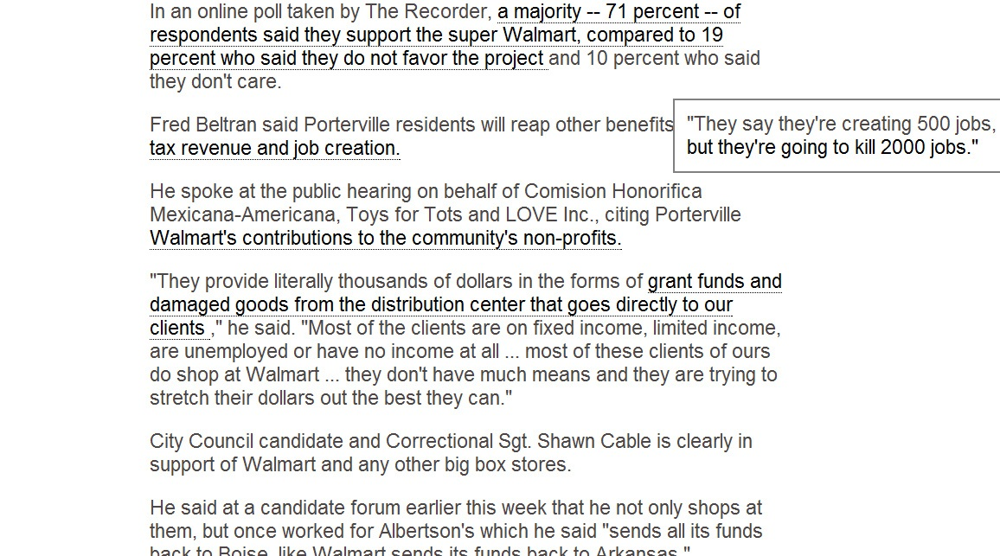 In an online poll taken by The Recorder, a majority -- 71 percent -- of
respondents said they support the super Walmart, compared to 19
percent who said they do not favor the project and 10 percent who said
they don't care.
Fred Beltran said Porterville residents will reap other benefits
tax revenue and job creation.
"They say they're creating 500 jobs,
but they're going to kill 2000 jobs."
He spoke at the public hearing on behalf of Comision Honorifica
Mexicana-Americana, Toys for Tots and LOVE Inc., citing Porterville
Walmart's contributions to the community's non-profits.
"They provide literally thousands of dollars in the forms of grant funds and
damaged goods from the distribution center that goes directly to our
clients ," he said. "Most of the clients are on fixed income, limited income,
are unemployed or have no income at all ... most of these clients of ours
do shop at Walmart ... they don't have much means and they are trying to
stretch their dollars out the best they can."
City Council candidate and Correctional Sgt. Shawn Cable is clearly in
support of Walmart and any other big box stores.
He said at a candidate forum earlier this week that he not only shops at
them, but once worked for Albertson's which he said "sends all its funds
back to Boise, like Walmart sends its funds back to Arkansas."